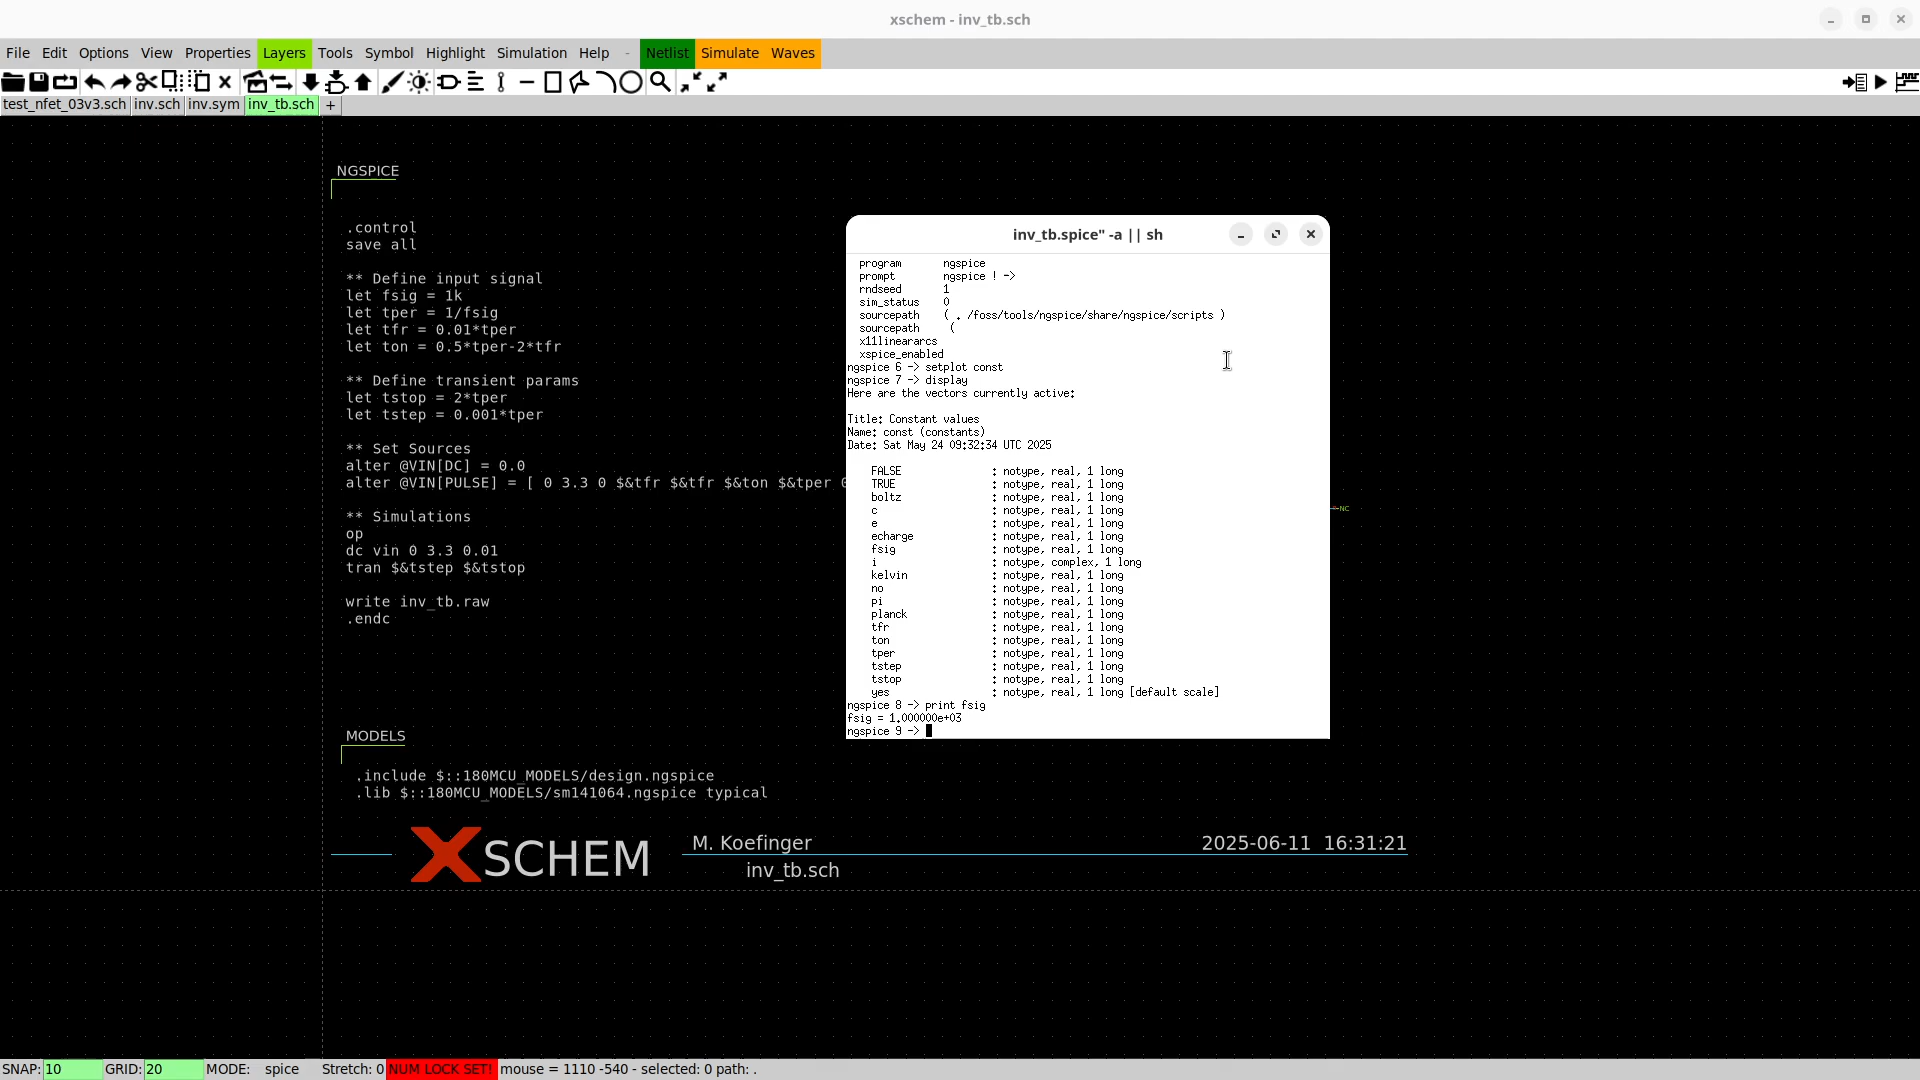 xschem - inv_tb.sch
File Edit Options View Properties Layers Tools Symbol Highlight Simulation Help - Netlist Simulate Waves
test_nfet_03v3.sch inv.sch inv.sym inv_tb.sch +
NGSPICE
.control
save all
** Define input signal
let fsig = 1k
let tper = 1/fsig
let tfr = 0.01*tper
let ton = 0.5*tper-2*tfr
** Define transient params
let tstop = 2*tper
let tstep = 0.001*tper
** Set Sources
alter @VIN[DC] = 0.0
alter @VIN[PULSE] = [ 0 3.3 0 $&tfr $&tfr $&ton $&tper
** Simulations
op
dc vin 0 3.3 0.01
tran $&tstep $&tstop
write inv_tb.raw
.endc
MODELS
.include $::180MCU_MODELS/design.ngspice
.lib $::180MCU_MODELS/sm141064.ngspice typical
inv_tb.spice" -a || sh
program ngspice
prompt ngspice ! ->
rndseed 1
sim_status 0
sourcepath ( . /foss/tools/ngspice/share/ngspice/scripts )
sourcepath (
x11lineararcs
xspice_enabled
ngspice 6 -> setplot const
ngspice 7 -> display
Here are the vectors currently active:
Title: Constant values
Name: const (constants)
Date: Sat May 24 09:32:34 UTC 2025
FALSE : notype, real, 1 long
TRUE : notype, real, 1 long
boltz : notype, real, 1 long
c : notype, real, 1 long
e : notype, real, 1 long
echarge : notype, real, 1 long
fsig : notype, real, 1 long
i : notype, complex, 1 long
kelvin : notype, real, 1 long
no : notype, real, 1 long
pi : notype, real, 1 long
planck : notype, real, 1 long
tfr : notype, real, 1 long
ton : notype, real, 1 long
tper : notype, real, 1 long
tstep : notype, real, 1 long
tstop : notype, real, 1 long
yes : notype, real, 1 long [default scale]
ngspice 8 -> print fsig
fsig = 1.000000e+03
ngspice 9 ->
NC
XSCHEM
M. Koefinger
2025-06-11 16:31:21
inv_tb.sch
SNAP: 10 GRID: 20 MODE: spice Stretch: 0 NUM LOCK SET! mouse = 1110 -540 - selected: 0 path: .